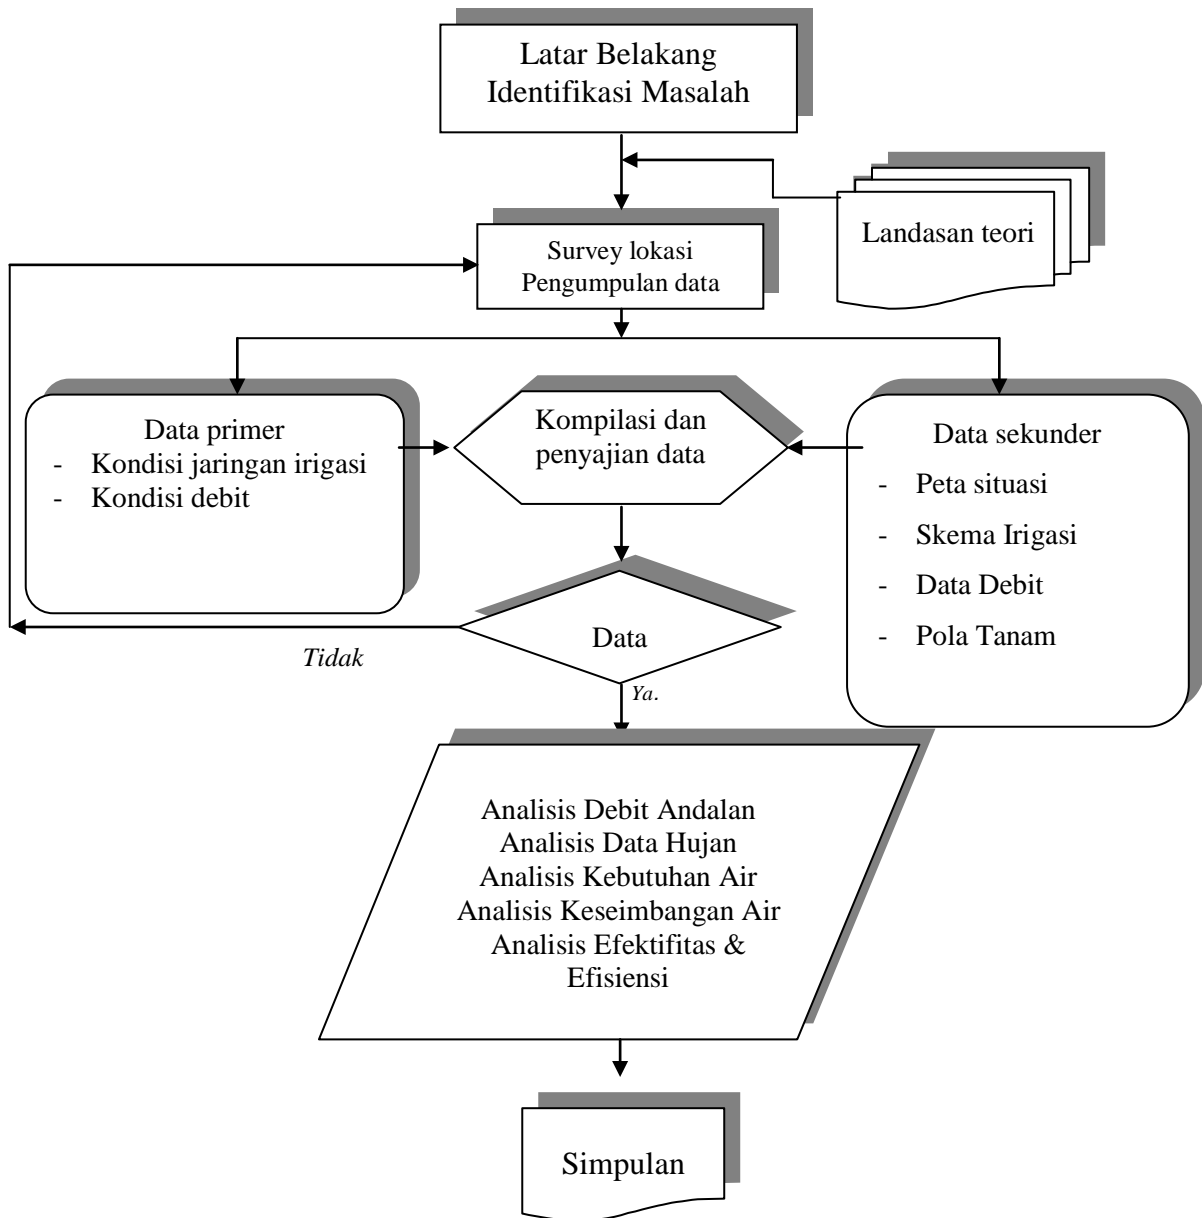 Latar Belakang
Identifikasi Masalah
Landasan teori
Survey lokasi
Pengumpulan data
Data primer
- Kondisi jaringan irigasi
- Kondisi debit
Kompilasi dan
penyajian data
Data sekunder
- Peta situasi
- Skema Irigasi
- Data Debit
- Pola Tanam
Data
Tidak
Ya.
Analisis Debit Andalan
Analisis Data Hujan
Analisis Kebutuhan Air
Analisis Keseimbangan Air
Analisis Efektifitas &
Efisiensi
Simpulan